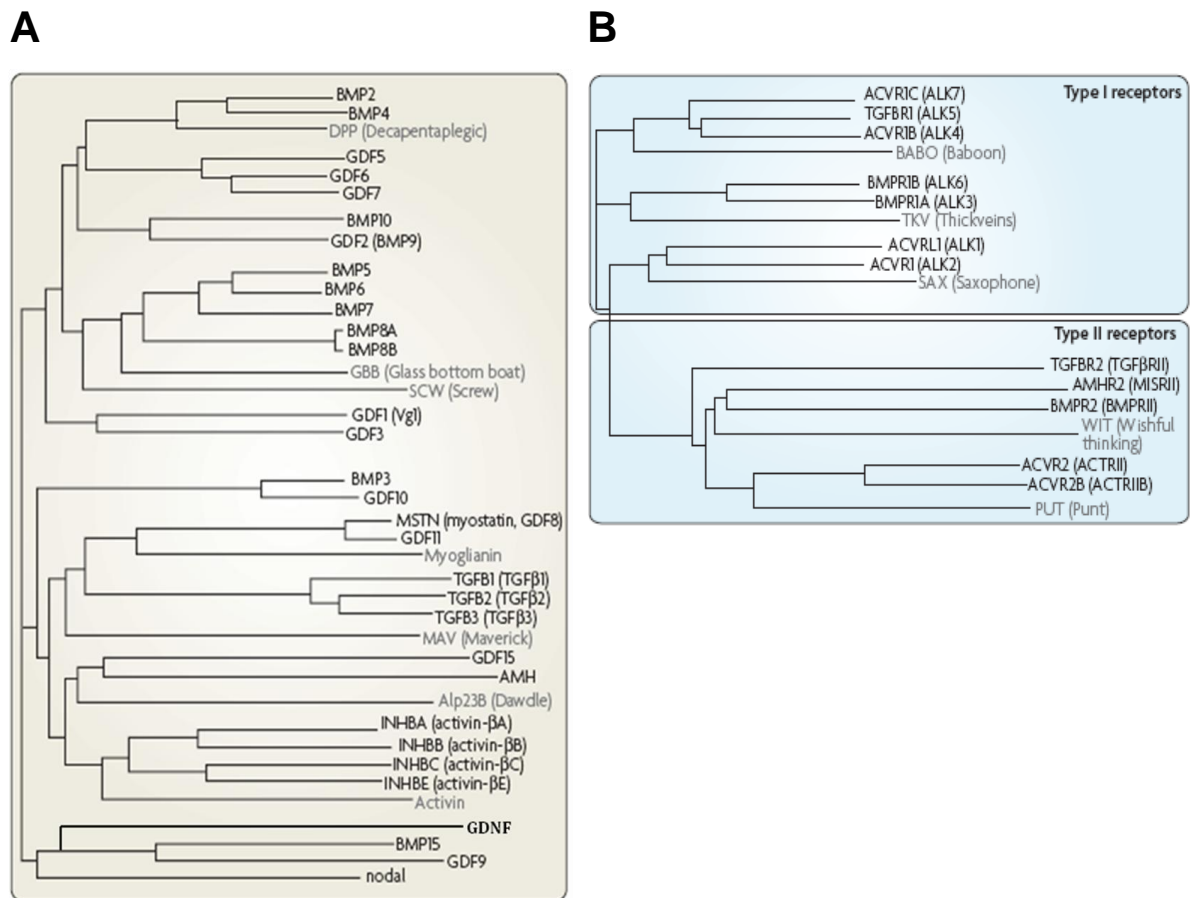 A
BMP2
BMP4
DPP (Decapentaplegic)
GDF5
GDF6
GDF7
BMP10
GDF2 (BMP9)
BMP5
BMP6
BMP7
BMP8A
BMP8B
GBB (Glass bottom boat)
SCW (Screw)
GDF1 (Vg1)
GDF3
BMP3
GDF10
MSTN (myostatin, GDF8)
GDF11
Myoglianin
TGFB1 (TGFβ1)
TGFB2 (TGFβ2)
TGFB3 (TGFβ3)
MAV (Maverick)
GDF15
AMH
Alp23B (Dawdle)
INHBA (activin-βA)
INHBB (activin-βB)
INHBC (activin-βC)
INHBE (activin-βE)
Activin
GDNF
BMP15
GDF9
nodal
B
Type I receptors
ACVR1C (ALK7)
TGFBR1 (ALK5)
ACVR1B (ALK4)
BABO (Baboon)
BMPR1B (ALK6)
BMPR1A (ALK3)
TKV (Thickveins)
ACVRL1 (ALK1)
ACVR1 (ALK2)
SAX (Saxophone)
Type II receptors
TGFBR2 (TGFβRII)
AMHR2 (MISRII)
BMPR2 (BMPRII)
WIT (Wishful
thinking)
ACVR2 (ACTRII)
ACVR2B (ACTRIIB)
PUT (Punt)